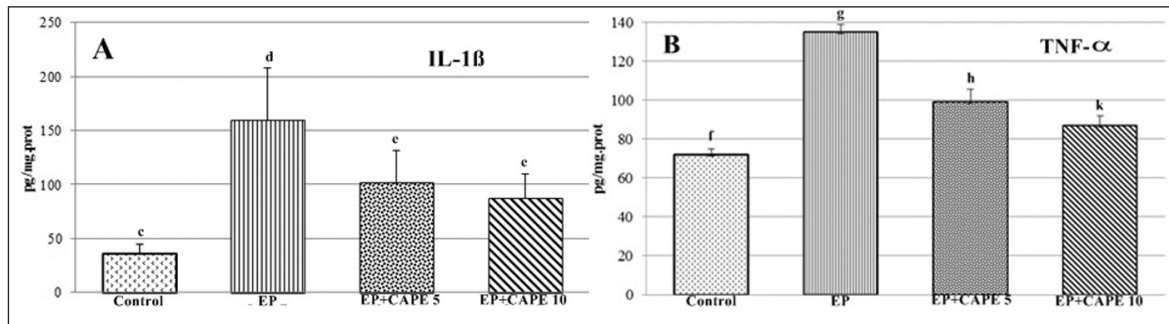 250
200
150
100
50
0
pg/mg.prot
A
IL-1ß
c
d
e
e
Control
EP
EP+CAPE 5
EP+CAPE 10
140
120
100
80
60
40
20
0
pg/mg.prot
B
TNF-α
f
g
h
k
Control
EP
EP+CAPE 5
EP+CAPE 10